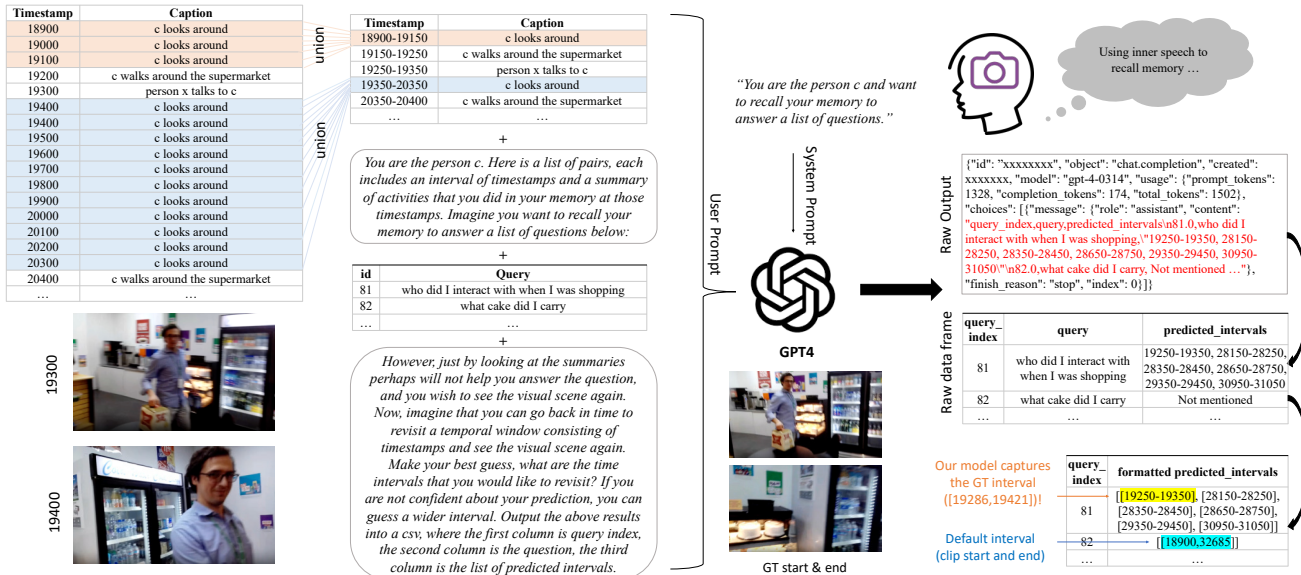 Timestamp Caption
18900 c looks around
19000 c looks around
19100 c looks around
19200 c walks around the supermarket
19300 person x talks to c
19400 c looks around
19400 c looks around
19500 c looks around
19600 c looks around
19700 c looks around
19800 c looks around
19900 c looks around
20000 c looks around
20100 c looks around
20200 c looks around
20300 c looks around
20400 c walks around the supermarket
… …
union
union
19300
19400
Timestamp Caption
18900-19150 c looks around
19150-19250 c walks around the supermarket
19250-19350 person x talks to c
19350-20350 c looks around
20350-20400 c walks around the supermarket
… …
+
You are the person c. Here is a list of pairs, each
includes an interval of timestamps and a summary
of activities that you did in your memory at those
timestamps. Imagine you want to recall your
memory to answer a list of questions below:
+
id Query
81 who did I interact with when I was shopping
82 what cake did I carry
… …
+
However, just by looking at the summaries
perhaps will not help you answer the question,
and you wish to see the visual scene again.
Now, imagine that you can go back in time to
revisit a temporal window consisting of
timestamps and see the visual scene again.
Make your best guess, what are the time
intervals that you would like to revisit? If you
are not confident about your prediction, you can
guess a wider interval. Output the above results
into a csv, where the first column is query index,
the second column is the question, the third
column is the list of predicted intervals.
User Prompt
“You are the person c and want
to recall your memory to
answer a list of questions.”
System Prompt
GPT4
GT start & end
Using inner speech to
recall memory …
Raw Output
{"id": "xxxxxxxx", "object": "chat.completion", "created":
xxxxxxx, "model": "gpt-4-0314", "usage": {"prompt_tokens":
1328, "completion_tokens": 174, "total_tokens": 1502},
"choices": [{"message": {"role": "assistant", "content":
"query_index,query,predicted_intervals\n81.0,who did I
interact with when I was shopping,\"19250-19350, 28150-
28250, 28350-28450, 28650-28750, 29350-29450, 30950-
31050\"\n82.0,what cake did I carry, Not mentioned …"},
"finish_reason": "stop", "index": 0}]}
Raw data frame
query_
index query predicted_intervals
81 who did I interact with
when I was shopping 19250-19350, 28150-28250,
28350-28450, 28650-28750,
29350-29450, 30950-31050
82 what cake did I carry Not mentioned
… … …
Our model captures
the GT interval
([19286,19421])!
Default interval
(clip start and end)
query_
index formatted predicted_intervals
81 [[19250-19350], [28150-28250],
[28350-28450], [28650-28750],
[29350-29450], [30950-31050]]
82 [[18900,32685]]
… …